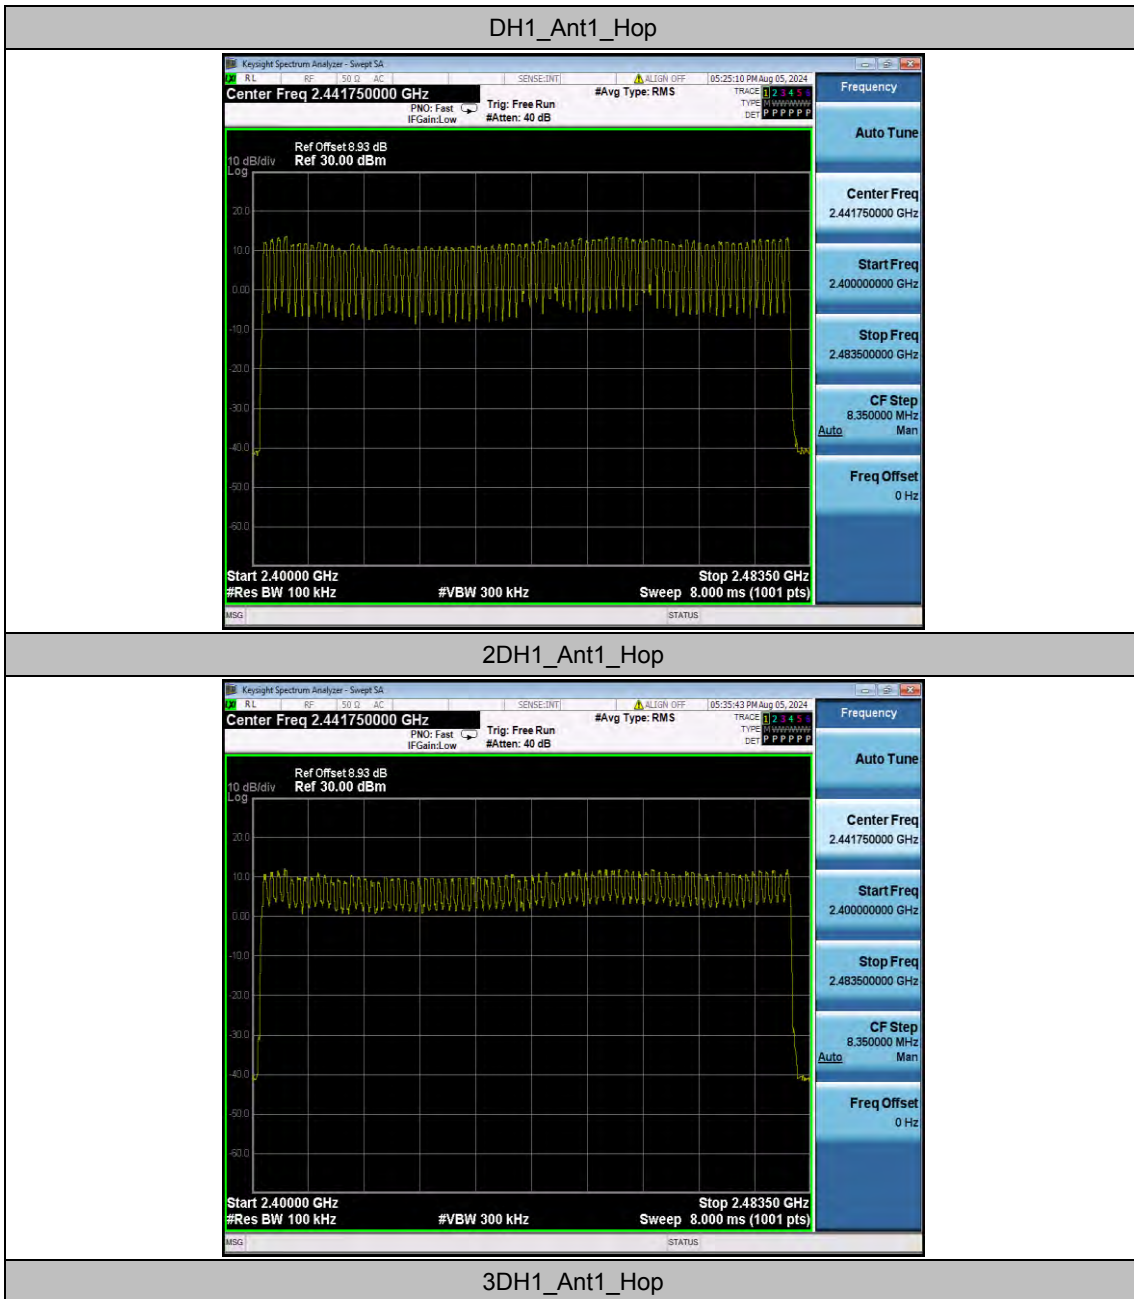 DH1_Ant1_Hop
Keysight Spectrum Analyzer - Swept SA
RL RF 50 Ω AC SENSE:INT ALIGN OFF 05:25:10 PM Aug 05, 2024
Center Freq 2.441750000 GHz #Avg Type: RMS TRACE 1 2 3 4 5 6
PNO: Fast Trig: Free Run TYPE M WWWWW
IFGain:Low #Atten: 40 dB DET P P P P P P
Frequency
Auto Tune
Ref Offset 8.93 dB
10 dB/div Ref 30.00 dBm
Log
20.0
10.0
0.00
-10.0
-20.0
-30.0
-40.0
-50.0
-60.0
Center Freq
2.441750000 GHz
Start Freq
2.400000000 GHz
Stop Freq
2.483500000 GHz
CF Step
8.350000 MHz
Auto Man
Freq Offset
0 Hz
Start 2.40000 GHz Stop 2.48350 GHz
#Res BW 100 kHz #VBW 300 kHz Sweep 8.000 ms (1001 pts)
MSG STATUS
2DH1_Ant1_Hop
Keysight Spectrum Analyzer - Swept SA
RL RF 50 Ω AC SENSE:INT ALIGN OFF 05:35:43 PM Aug 05, 2024
Center Freq 2.441750000 GHz #Avg Type: RMS TRACE 1 2 3 4 5 6
PNO: Fast Trig: Free Run TYPE M WWWWW
IFGain:Low #Atten: 40 dB DET P P P P P P
Frequency
Auto Tune
Ref Offset 8.93 dB
10 dB/div Ref 30.00 dBm
Log
20.0
10.0
0.00
-10.0
-20.0
-30.0
-40.0
-50.0
-60.0
Center Freq
2.441750000 GHz
Start Freq
2.400000000 GHz
Stop Freq
2.483500000 GHz
CF Step
8.350000 MHz
Auto Man
Freq Offset
0 Hz
Start 2.40000 GHz Stop 2.48350 GHz
#Res BW 100 kHz #VBW 300 kHz Sweep 8.000 ms (1001 pts)
MSG STATUS
3DH1_Ant1_Hop